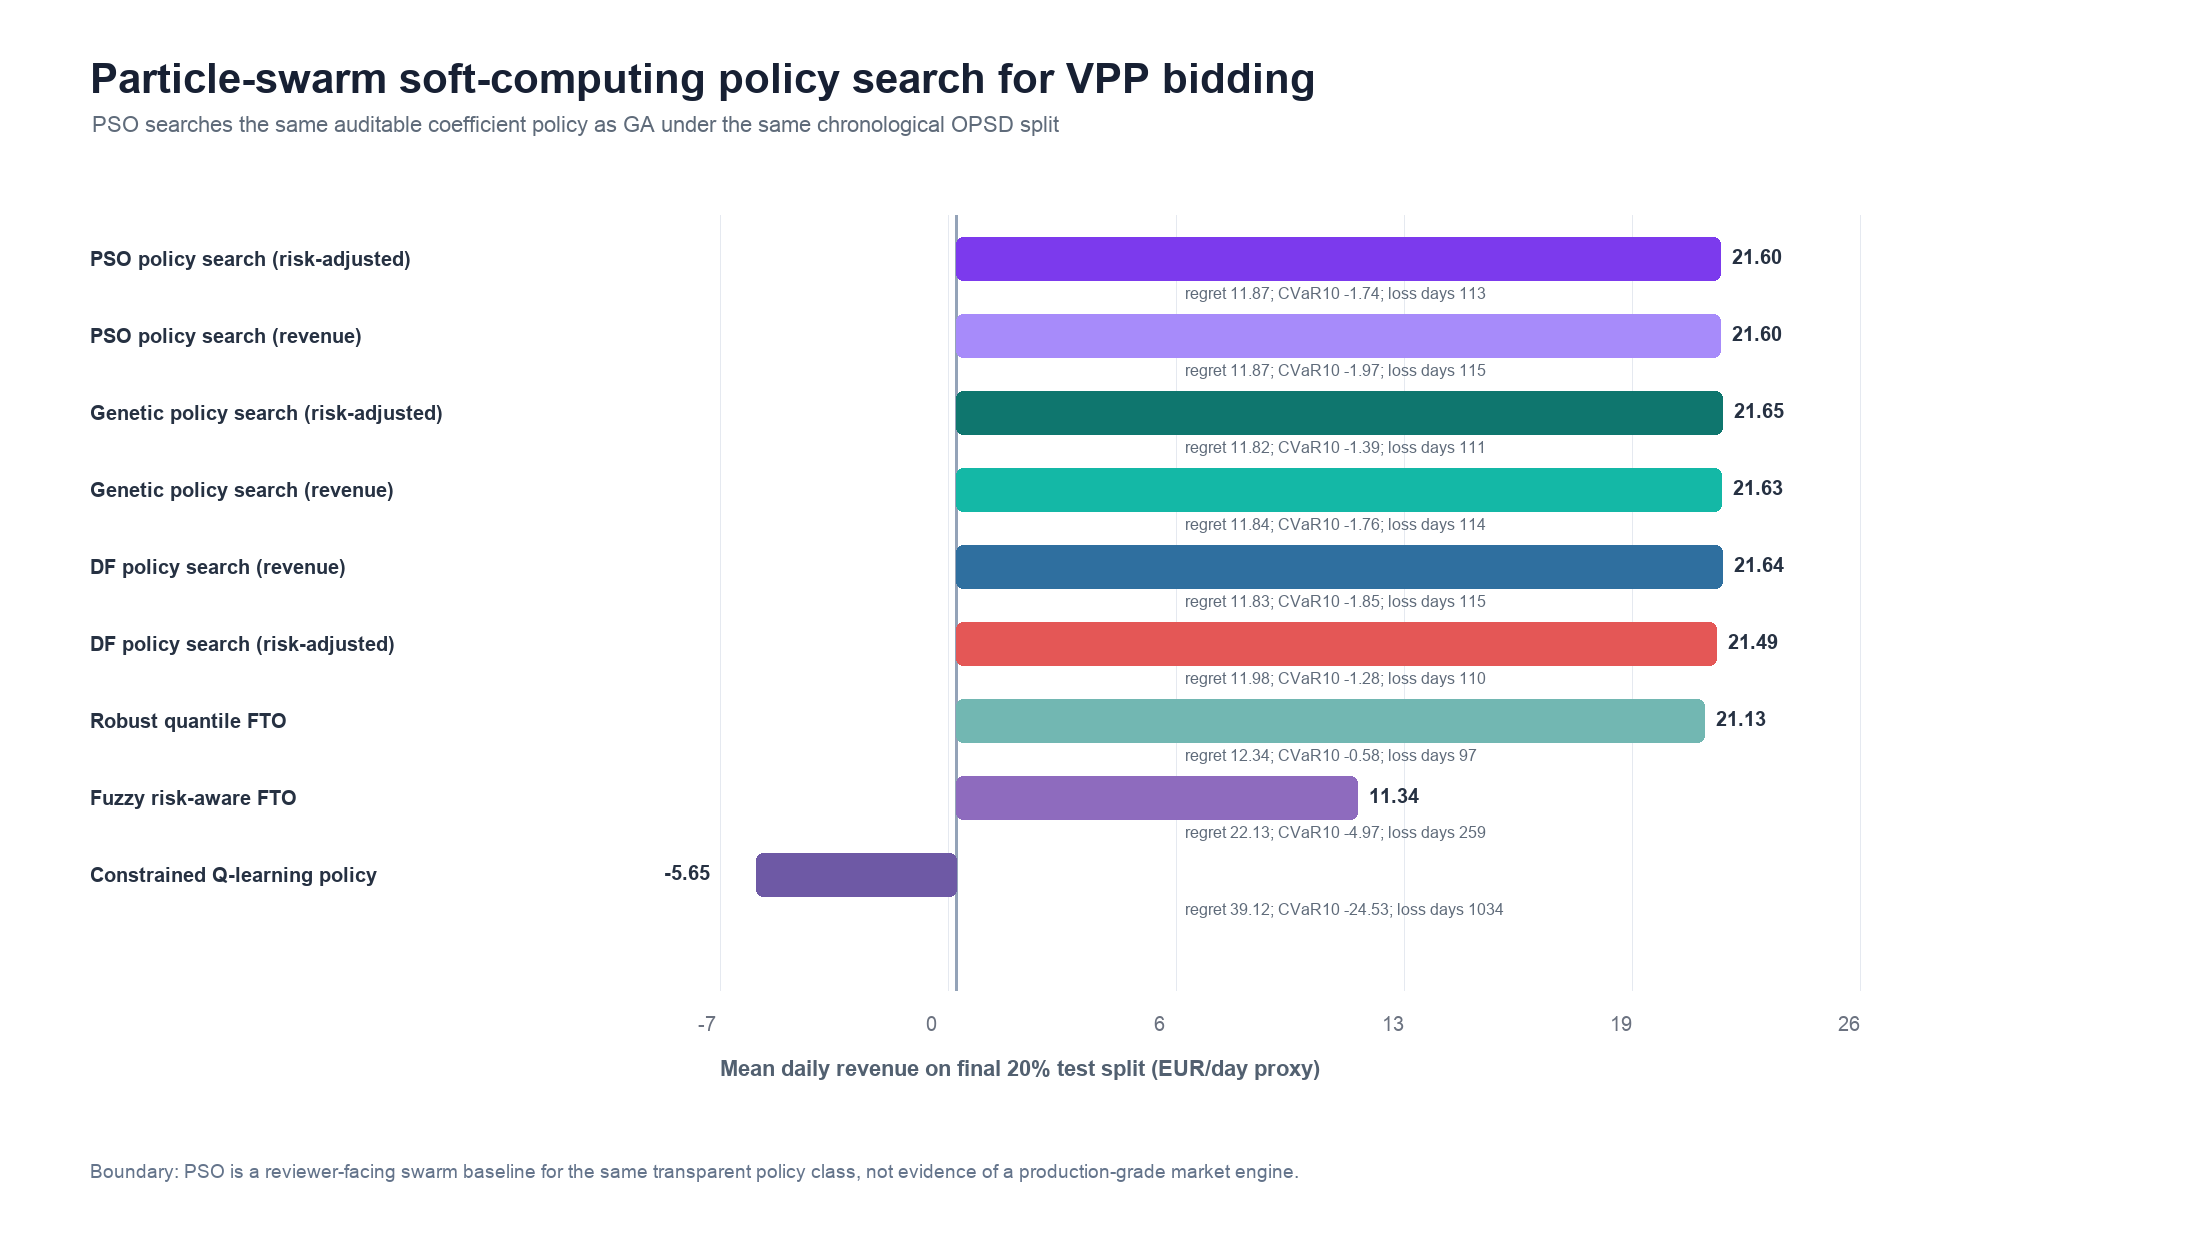 Particle-swarm soft-computing policy search for VPP bidding
PSO searches the same auditable coefficient policy as GA under the same chronological OPSD split
PSO policy search (risk-adjusted)
21.60
regret 11.87; CVaR10 -1.74; loss days 113
PSO policy search (revenue)
21.60
regret 11.87; CVaR10 -1.97; loss days 115
Genetic policy search (risk-adjusted)
21.65
regret 11.82; CVaR10 -1.39; loss days 111
Genetic policy search (revenue)
21.63
regret 11.84; CVaR10 -1.76; loss days 114
DF policy search (revenue)
21.64
regret 11.83; CVaR10 -1.85; loss days 115
DF policy search (risk-adjusted)
21.49
regret 11.98; CVaR10 -1.28; loss days 110
Robust quantile FTO
21.13
regret 12.34; CVaR10 -0.58; loss days 97
Fuzzy risk-aware FTO
11.34
regret 22.13; CVaR10 -4.97; loss days 259
Constrained Q-learning policy
-5.65
regret 39.12; CVaR10 -24.53; loss days 1034
-7 0 6 13 19 26
Mean daily revenue on final 20% test split (EUR/day proxy)
Boundary: PSO is a reviewer-facing swarm baseline for the same transparent policy class, not evidence of a production-grade market engine.